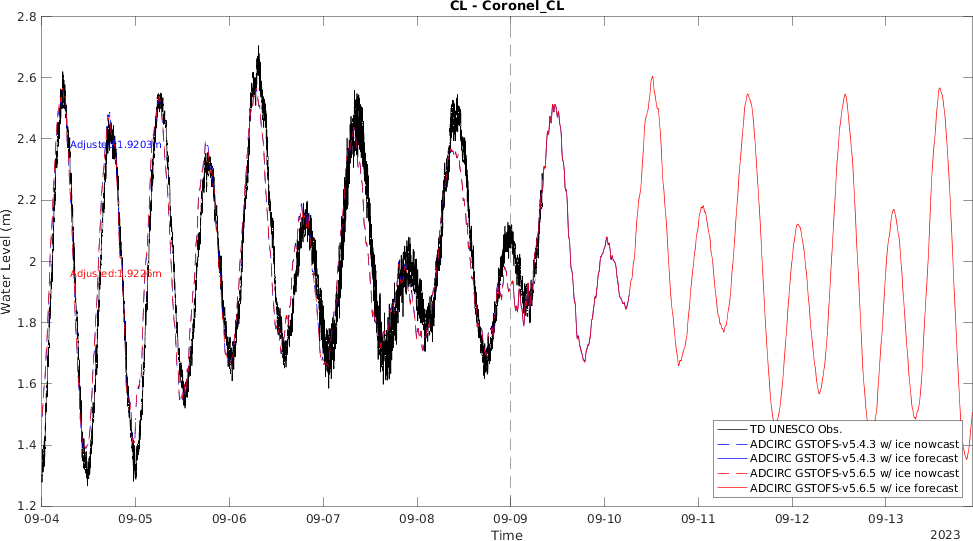 CL - Coronel_CL
2.8
2.6
2.4
2.2
2
1.8
1.6
1.4
1.2
Water Level (m)
Adjusted:1.9203m
Adjusted:1.9226m
TD UNESCO Obs.
ADCIRC GSTOFS-v5.4.3 w/ ice nowcast
ADCIRC GSTOFS-v5.4.3 w/ ice forecast
ADCIRC GSTOFS-v5.6.5 w/ ice nowcast
ADCIRC GSTOFS-v5.6.5 w/ ice forecast
09-04 09-05 09-06 09-07 09-08 09-09 09-10 09-11 09-12 09-13
Time
2023